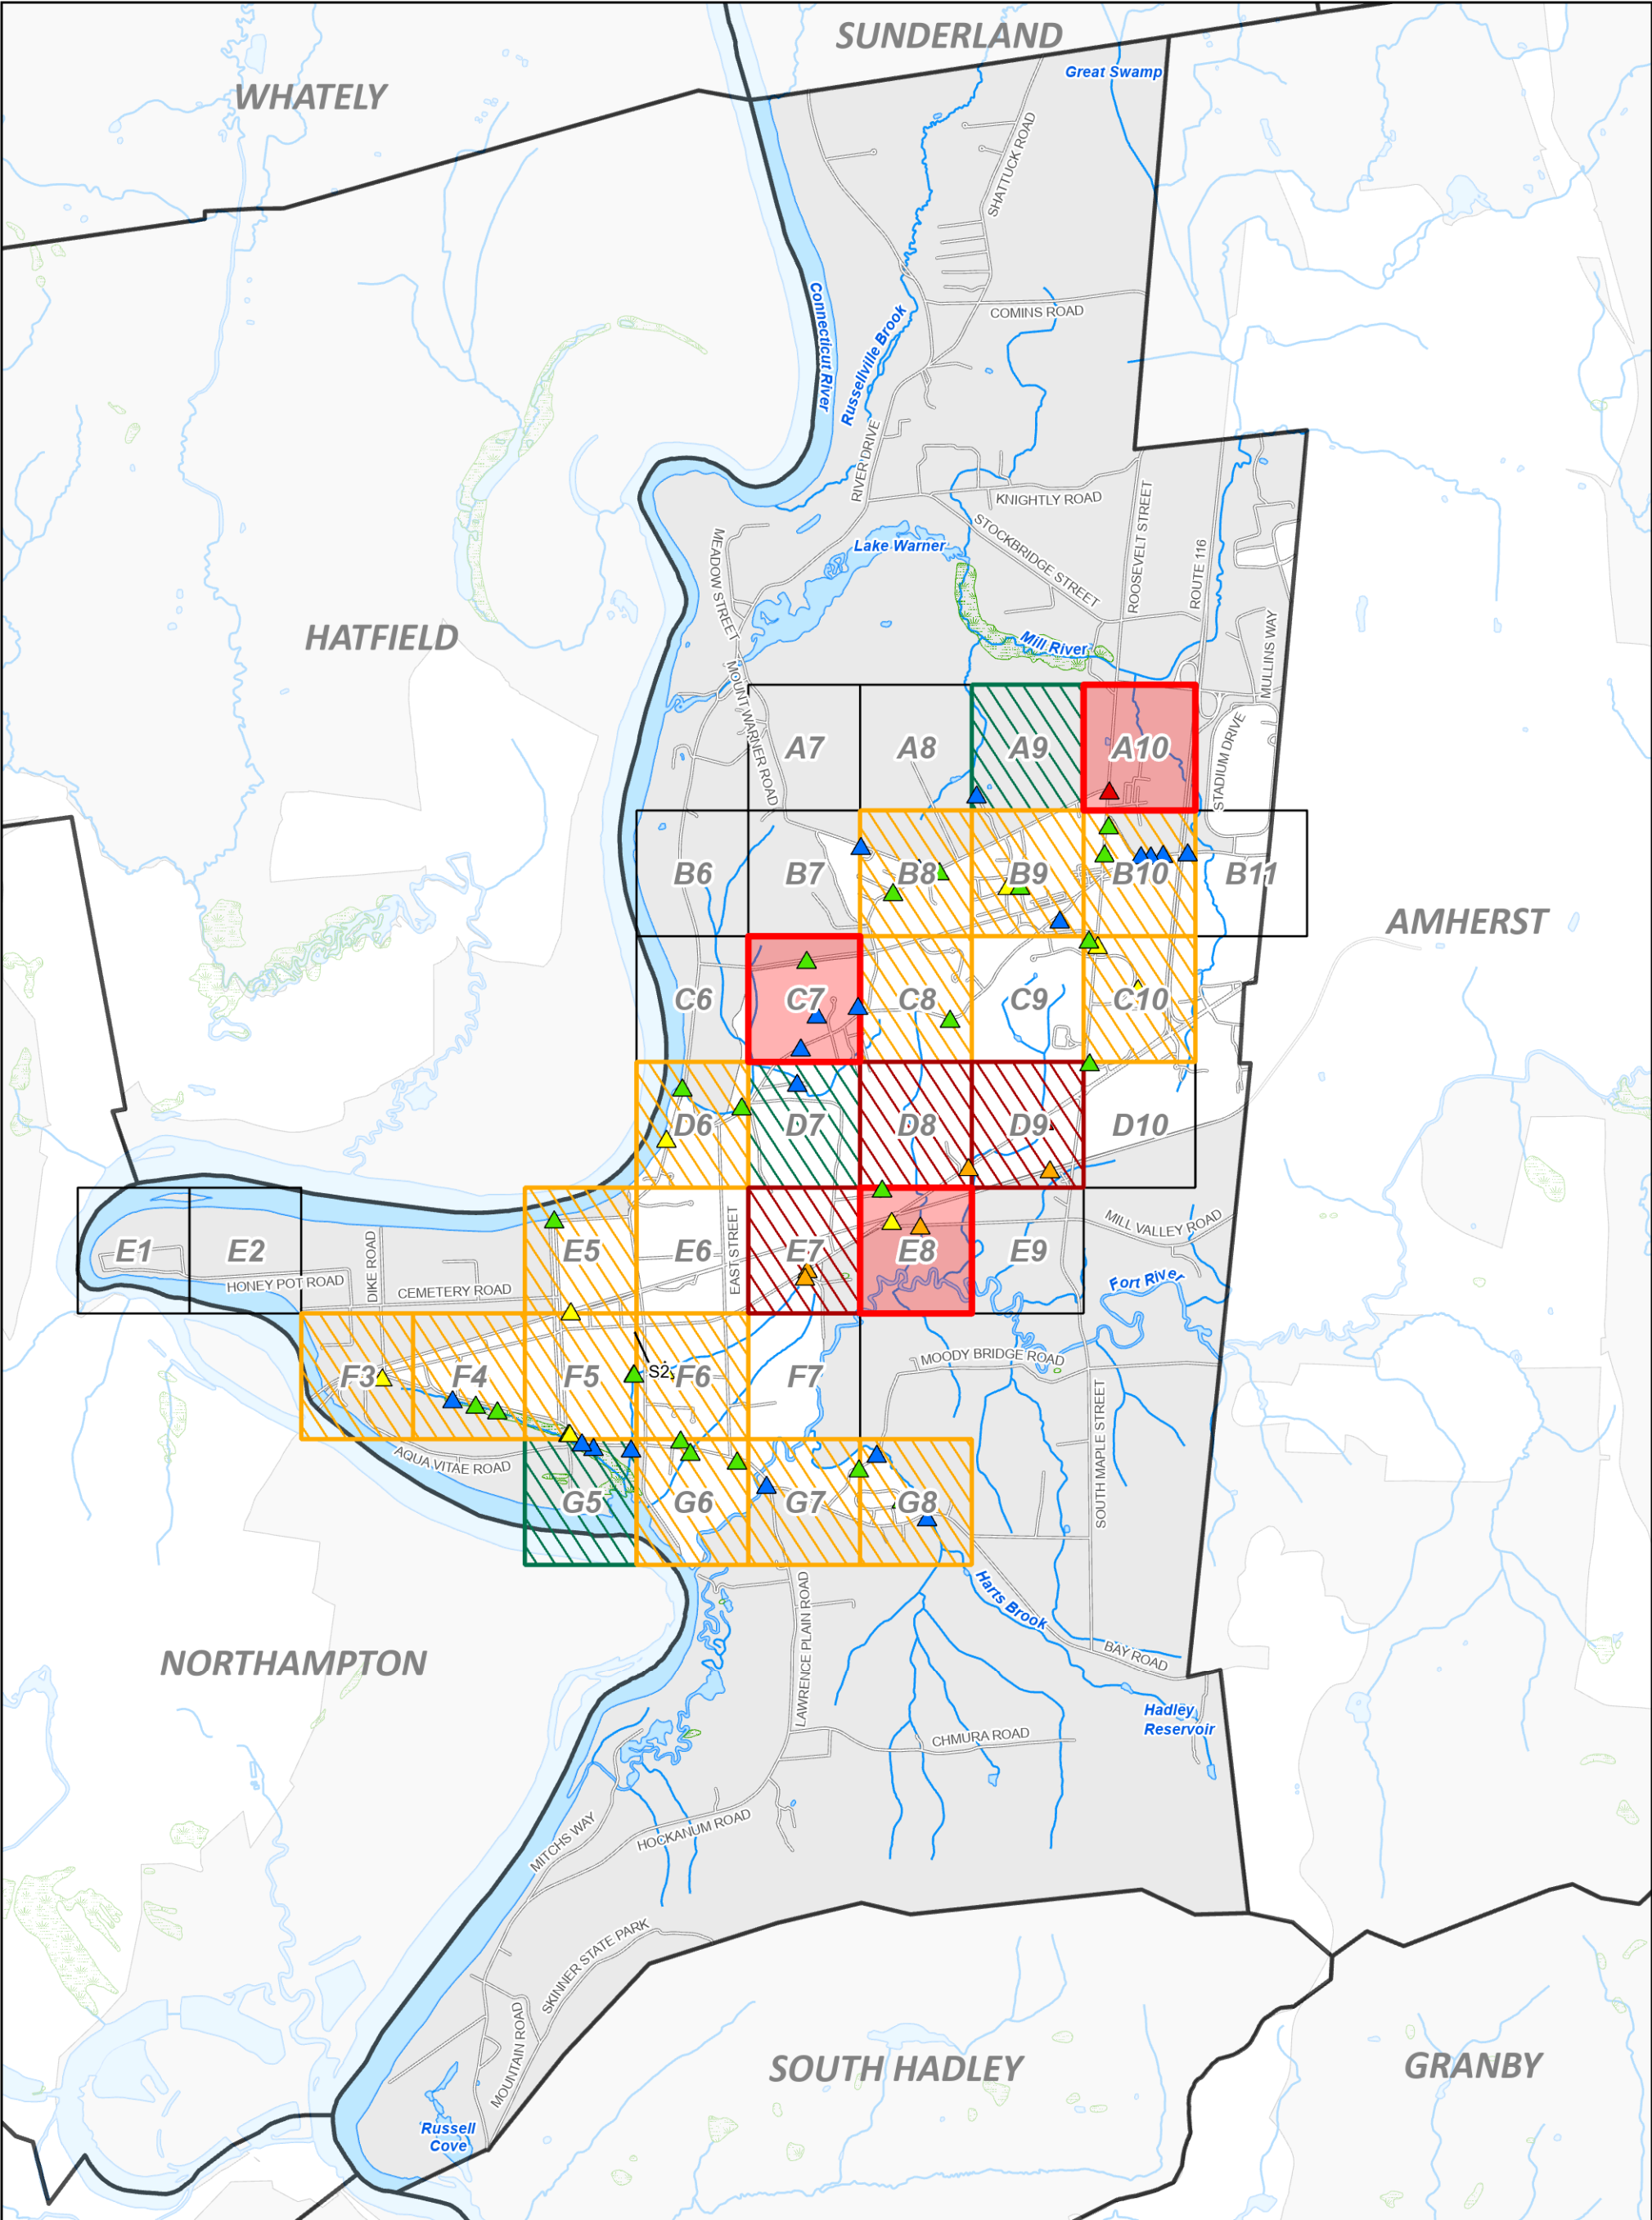 SUNDERLAND
Great Swamp
WHATELY
SHATTUCK ROAD
Connecticut River
Russellville Brook
COMINS ROAD
RIVER DRIVE
KNIGHTLY ROAD
ROOSEVELT STREET
STOCKBRIDGE STREET
ROUTE 116
Lake Warner
MEADOW STREET
HATFIELD
Mill River
MULLINS WAY
MOUNT WARNER ROAD
STADIUM DRIVE
A7
A8
A9
A10
B6
B7
B8
B9
B10
B11
AMHERST
C6
C7
C8
C9
C10
D6
D7
D8
D9
D10
E1
E2
DIKE ROAD
E5
E6
EAST STREET
E7
E8
E9
MILL VALLEY ROAD
HONEY POT ROAD
CEMETERY ROAD
Fort River
F3
F4
F5
S2
F6
F7
MOODY BRIDGE ROAD
SOUTH MAPLE STREET
AQUA VITAE ROAD
G5
G6
G7
G8
Harts Brook
LAWRENCE PLAIN ROAD
BAY ROAD
NORTHAMPTON
Hadley
Reservoir
CHMURA ROAD
MITCHS WAY
HOCKANUM ROAD
SKINNER STATE PARK
MOUNTAIN ROAD
SOUTH HADLEY
GRANBY
Russell
Cove